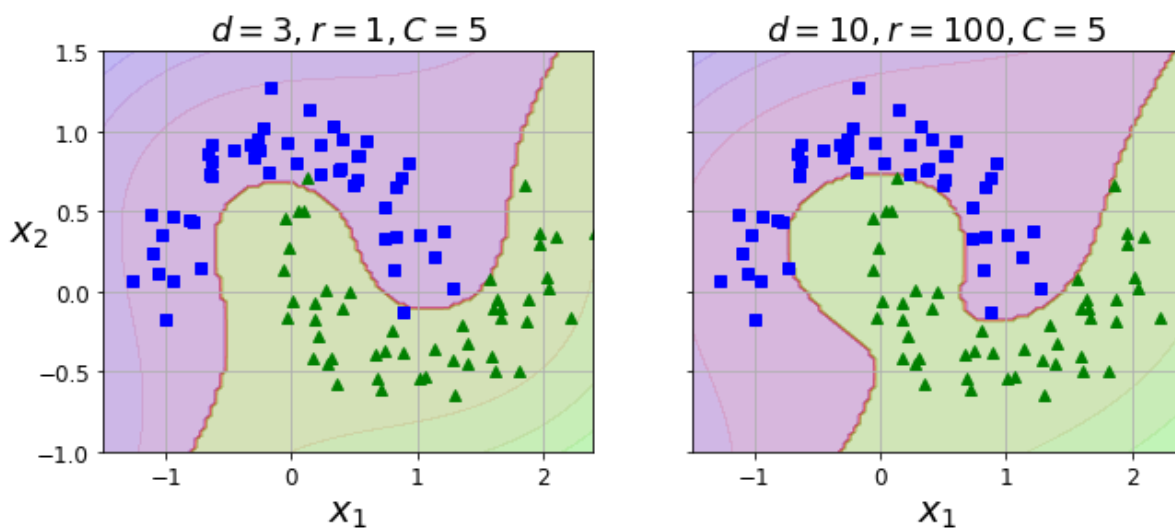 d = 3, r = 1, C = 5
d = 10, r = 100, C = 5
1.5
1.0
0.5
0.0
−0.5
−1.0
x₂
−1 0 1 2
−1 0 1 2
x₁
x₁